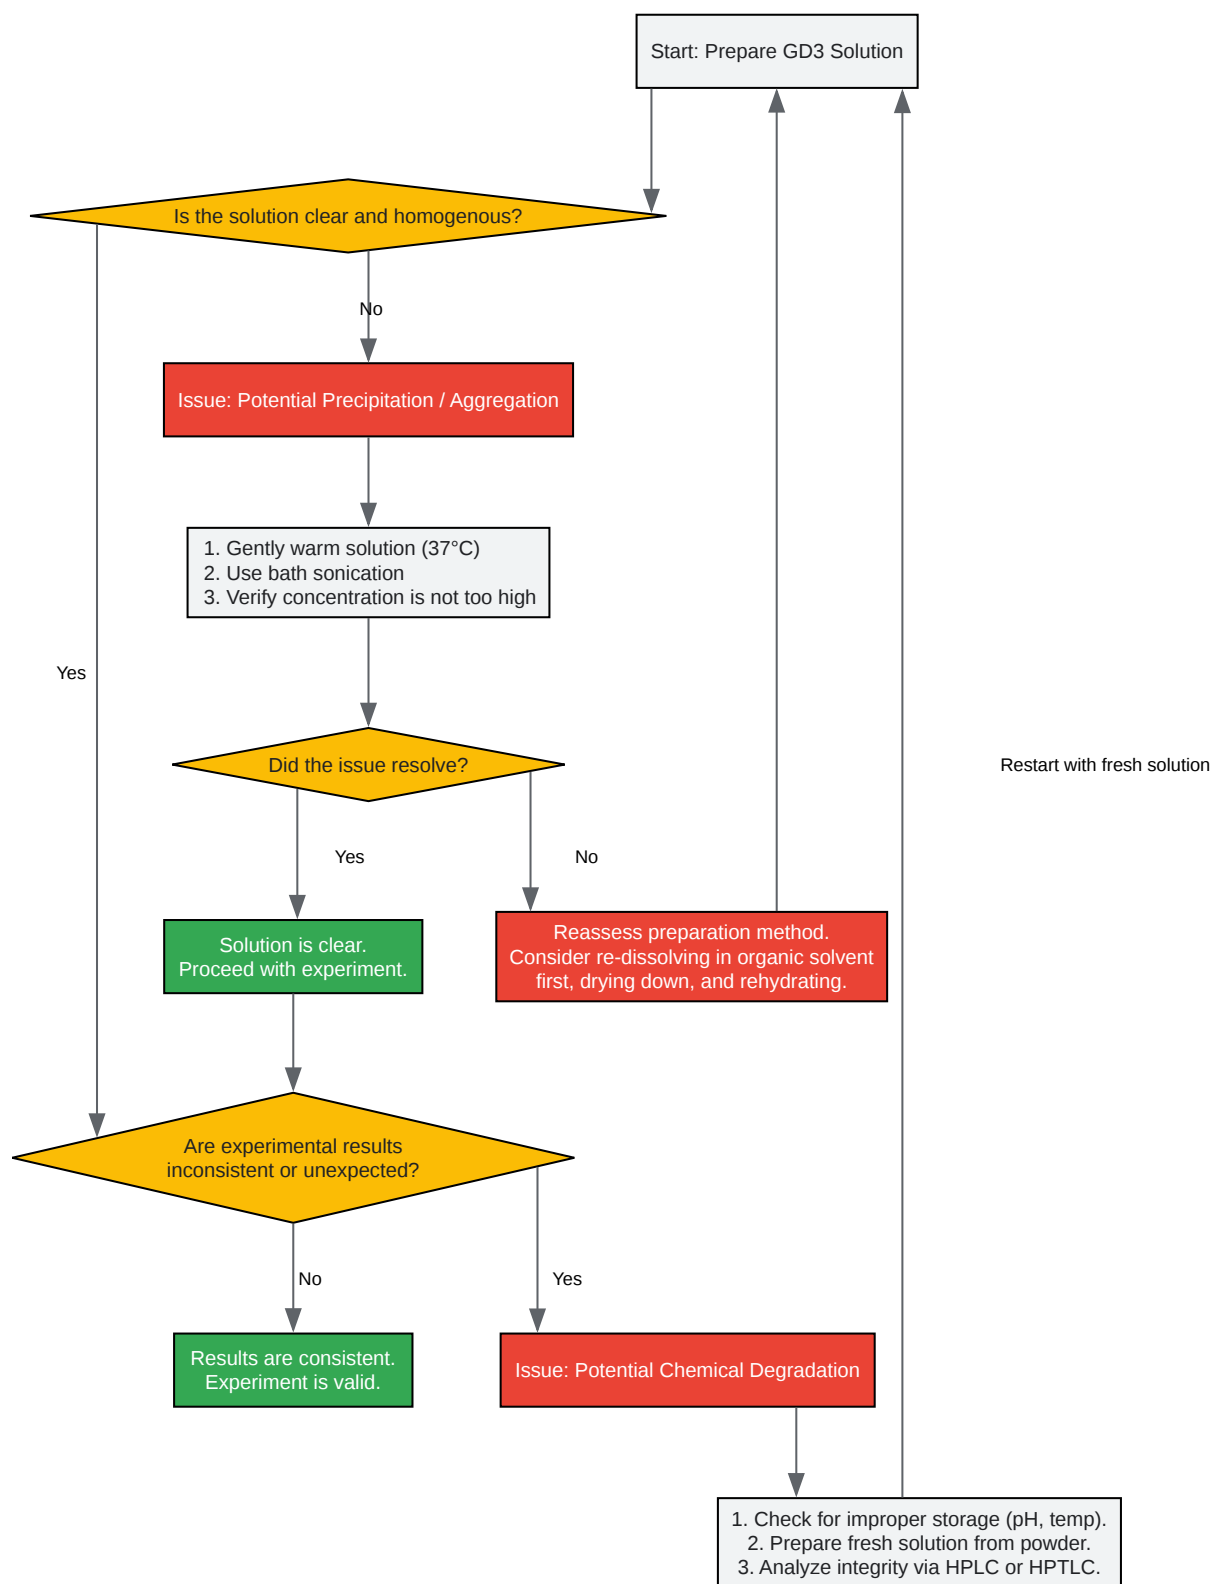 Start: Prepare GD3 Solution
Is the solution clear and homogenous?
No
Issue: Potential Precipitation / Aggregation
1. Gently warm solution (37°C)
2. Use bath sonication
3. Verify concentration is not too high
Yes
Did the issue resolve?
Restart with fresh solution
Yes
No
Solution is clear.
Proceed with experiment.
Reassess preparation method.
Consider re-dissolving in organic solvent
first, drying down, and rehydrating.
Are experimental results
inconsistent or unexpected?
No
Yes
Results are consistent.
Experiment is valid.
Issue: Potential Chemical Degradation
1. Check for improper storage (pH, temp).
2. Prepare fresh solution from powder.
3. Analyze integrity via HPLC or HPTLC.